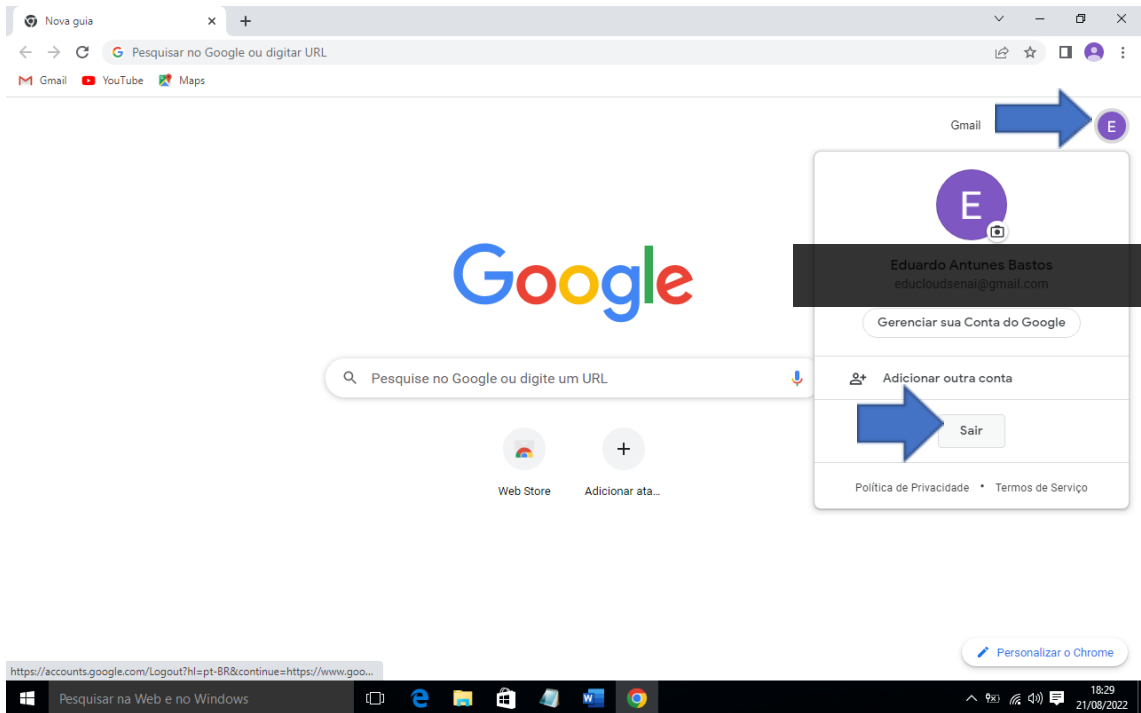 Nova guia
Pesquisar no Google ou digitar URL
Gmail YouTube Maps
Gmail
E
E
Eduardo Antunes Bastos
educloudsenai@gmail.com
Gerenciar sua Conta do Google
Adicionar outra conta
Sair
Política de Privacidade • Termos de Serviço
Google
Pesquise no Google ou digite um URL
Web Store Adicionar ata...
Personalizar o Chrome
https://accounts.google.com/Logout?hl=pt-BR&continue=https://www.goo...
Pesquisar na Web e no Windows
18:29
21/08/2022